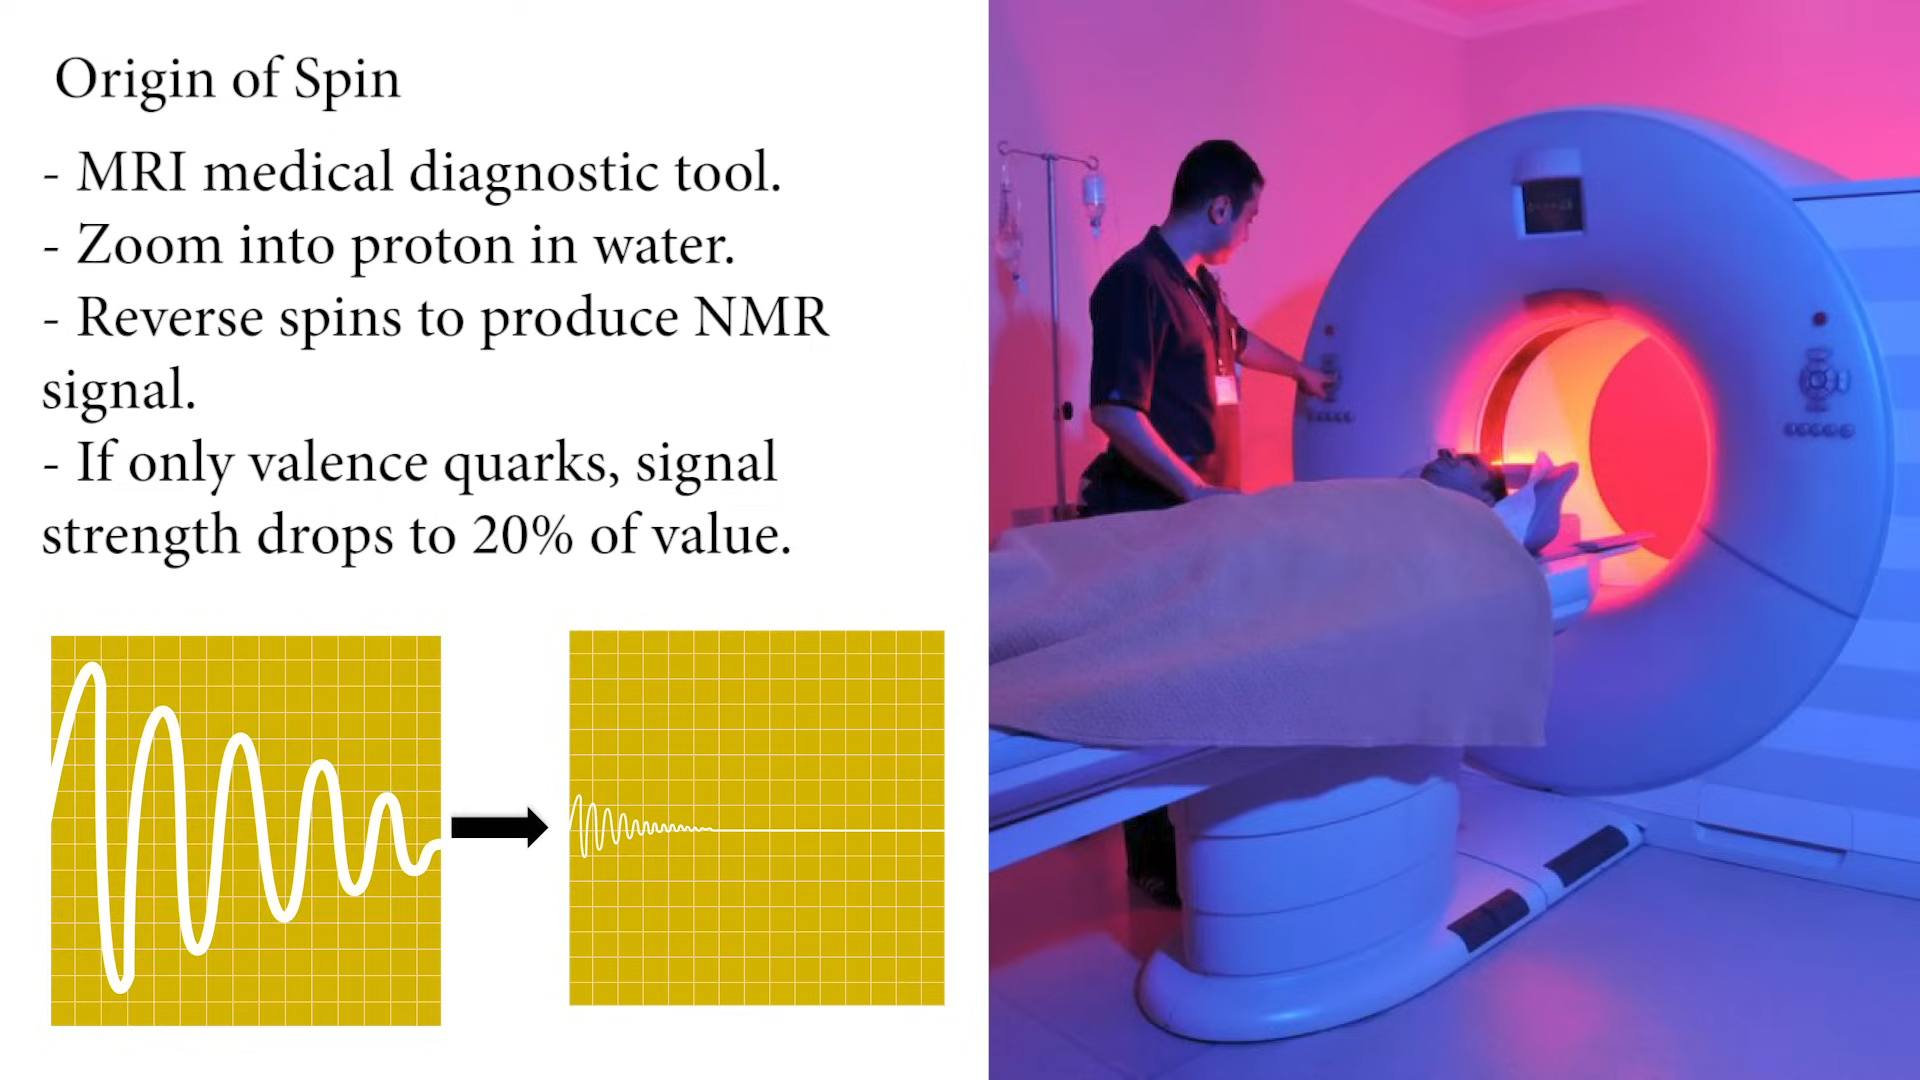 Origin of Spin
- MRI medical diagnostic tool.
- Zoom into proton in water.
- Reverse spins to produce NMR
signal.
- If only valence quarks, signal
strength drops to 20% of value.